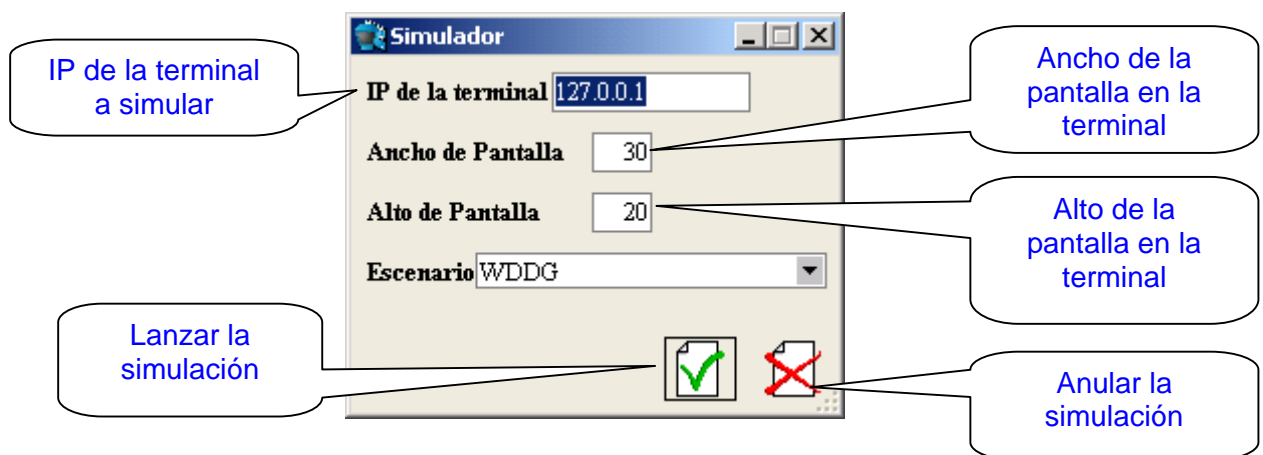 Simulador
IP de la terminal
a simular
IP de la terminal 127.0.0.1
Ancho de la
pantalla en la
terminal
Ancho de Pantalla 30
Alto de Pantalla 20
Alto de la
pantalla en la
terminal
Escenario WDDG
Lanzar la
simulación
Anular la
simulación